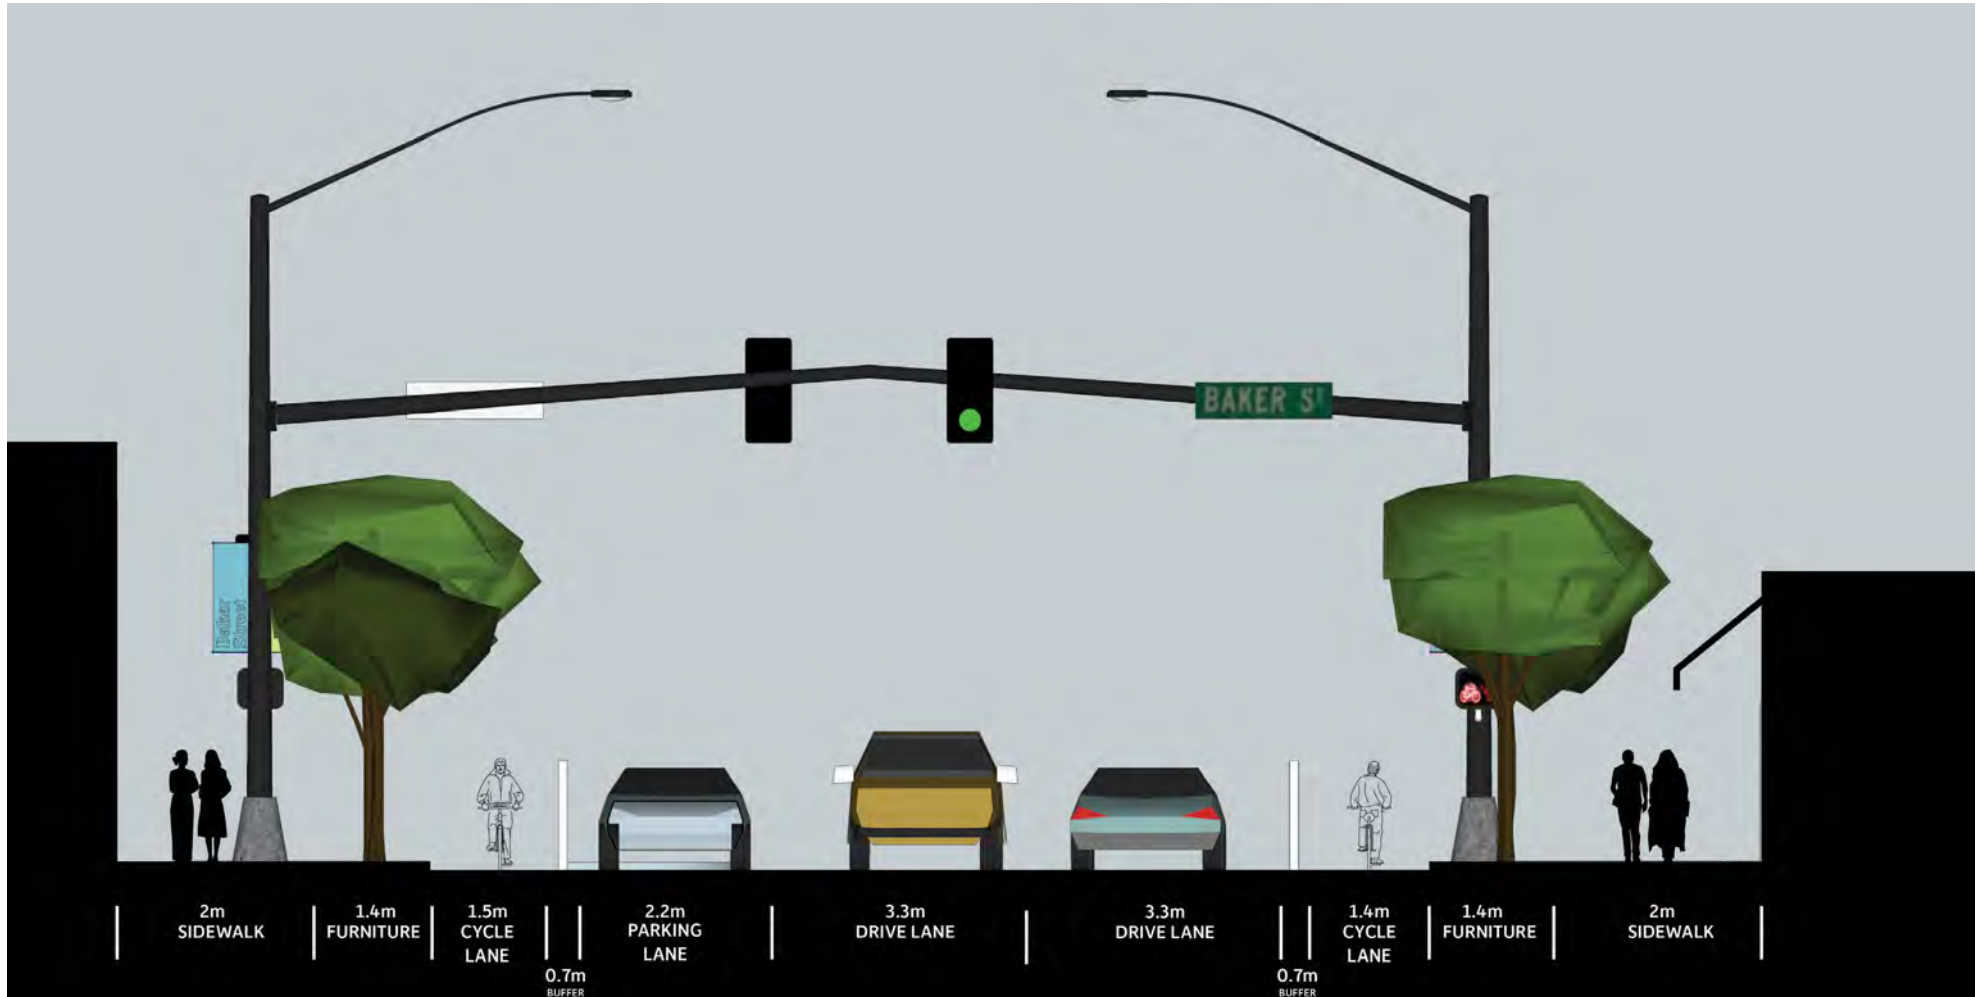 BAKER ST
Baker
Street
2m
SIDEWALK
1.4m
FURNITURE
1.5m
CYCLE
LANE
0.7m
BUFFER
2.2m
PARKING
LANE
3.3m
DRIVE LANE
3.3m
DRIVE LANE
0.7m
BUFFER
1.4m
CYCLE
LANE
1.4m
FURNITURE
2m
SIDEWALK